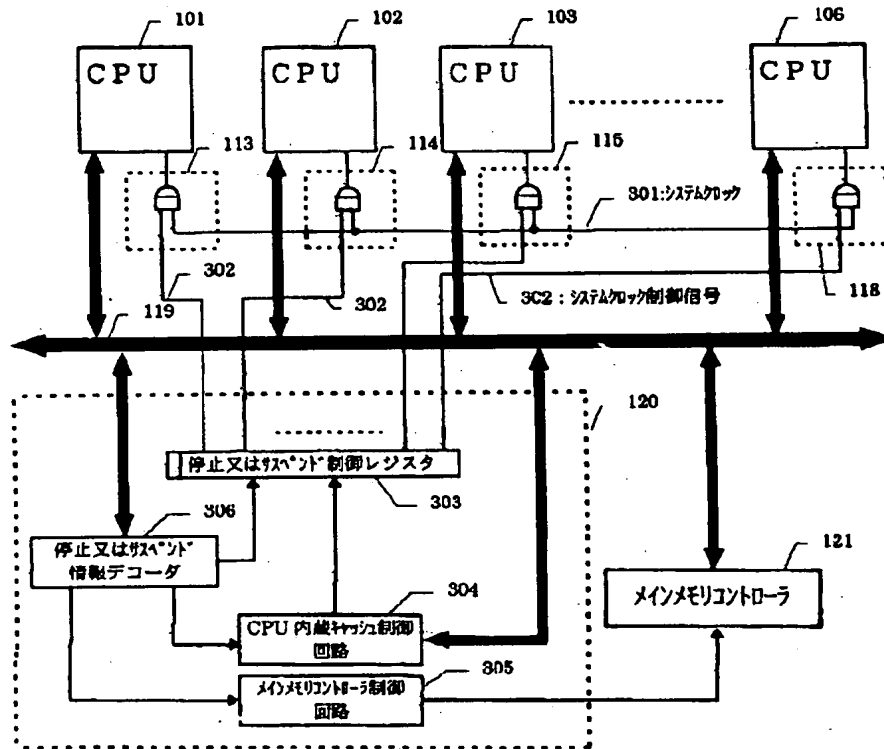 101
102
103
106
CPU
CPU
CPU
CPU
113
114
115
301:システムクロック
302
302
3C2:システムクロック制御信号
118
119
120
停止又はサスペンド制御レジスタ
303
306
停止又はサスペンド
情報デコーダ
121
メインメモリコントローラ
304
CPU 内蔵キャッシュ制御
回路
305
メインメモリコントローラ制御
回路